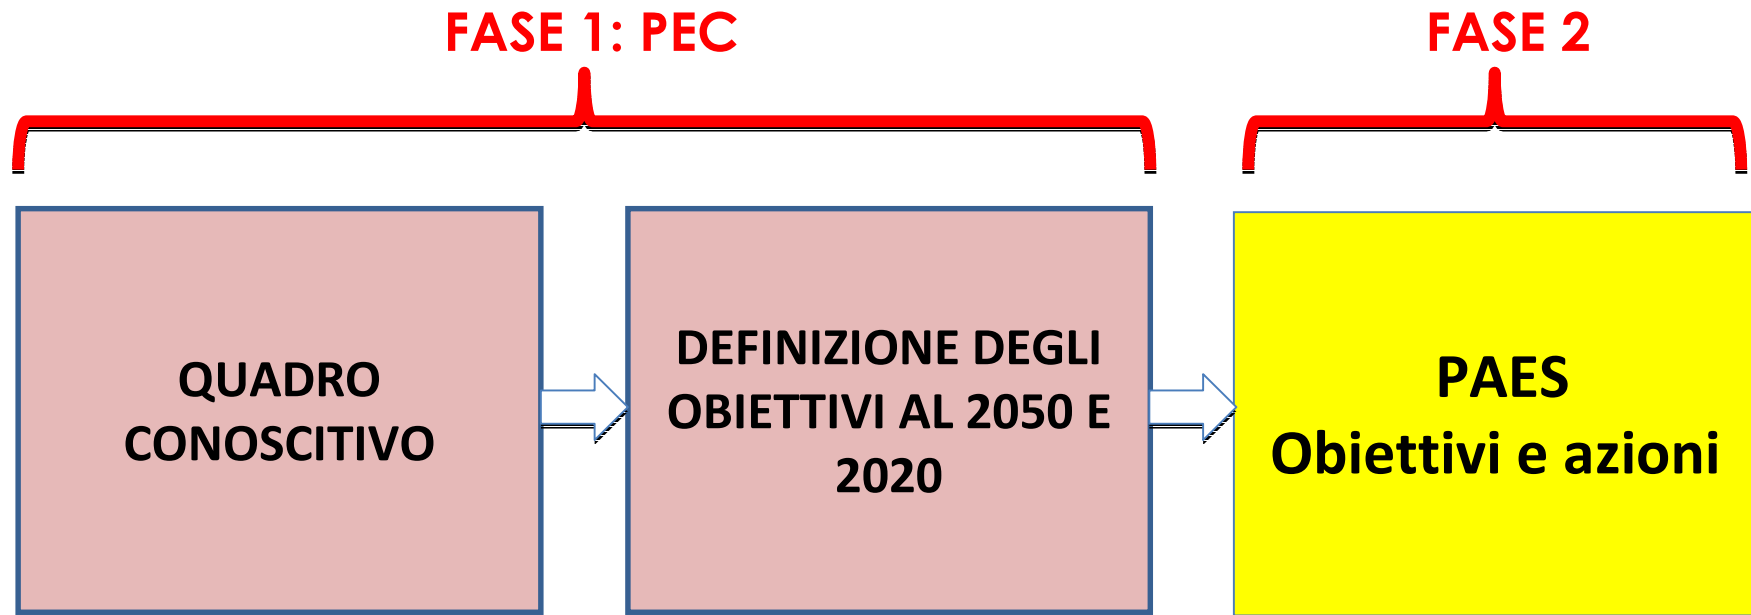 FASE 1: PEC
FASE 2
QUADRO
CONOSCITIVO
DEFINIZIONE DEGLI
OBIETTIVI AL 2050 E
2020
PAES
Obiettivi e azioni